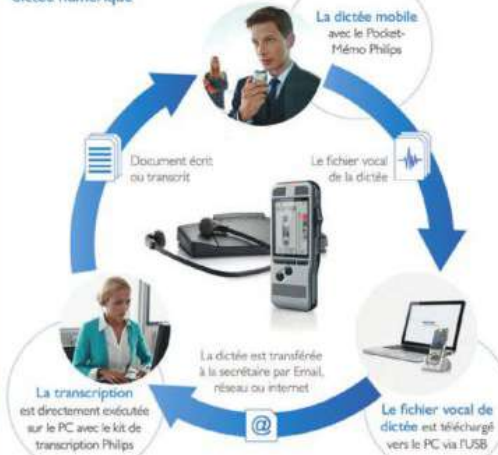 dictée numérique
La dictée mobile
avec le Pocket-
Mémo Philips
Le fichier vocal
de la dictée
Document écrit
ou transcrit
La dictée est transférée
à la secrétaire par Email,
réseau ou internet
@
Le fichier vocal de
dictée est téléchargé
vers le PC via l'USB
La transcription
est directement exécutée
sur le PC avec le kit de
transcription Philips